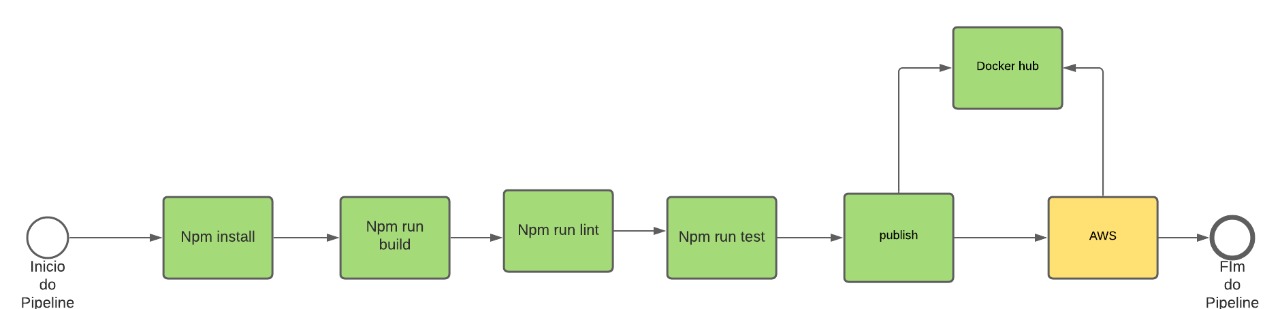 Docker hub
Npm install
Npm run
build
Npm run lint
Npm run test
publish
AWS
Inicio
do
Pipeline
FIm
do
Pipeline